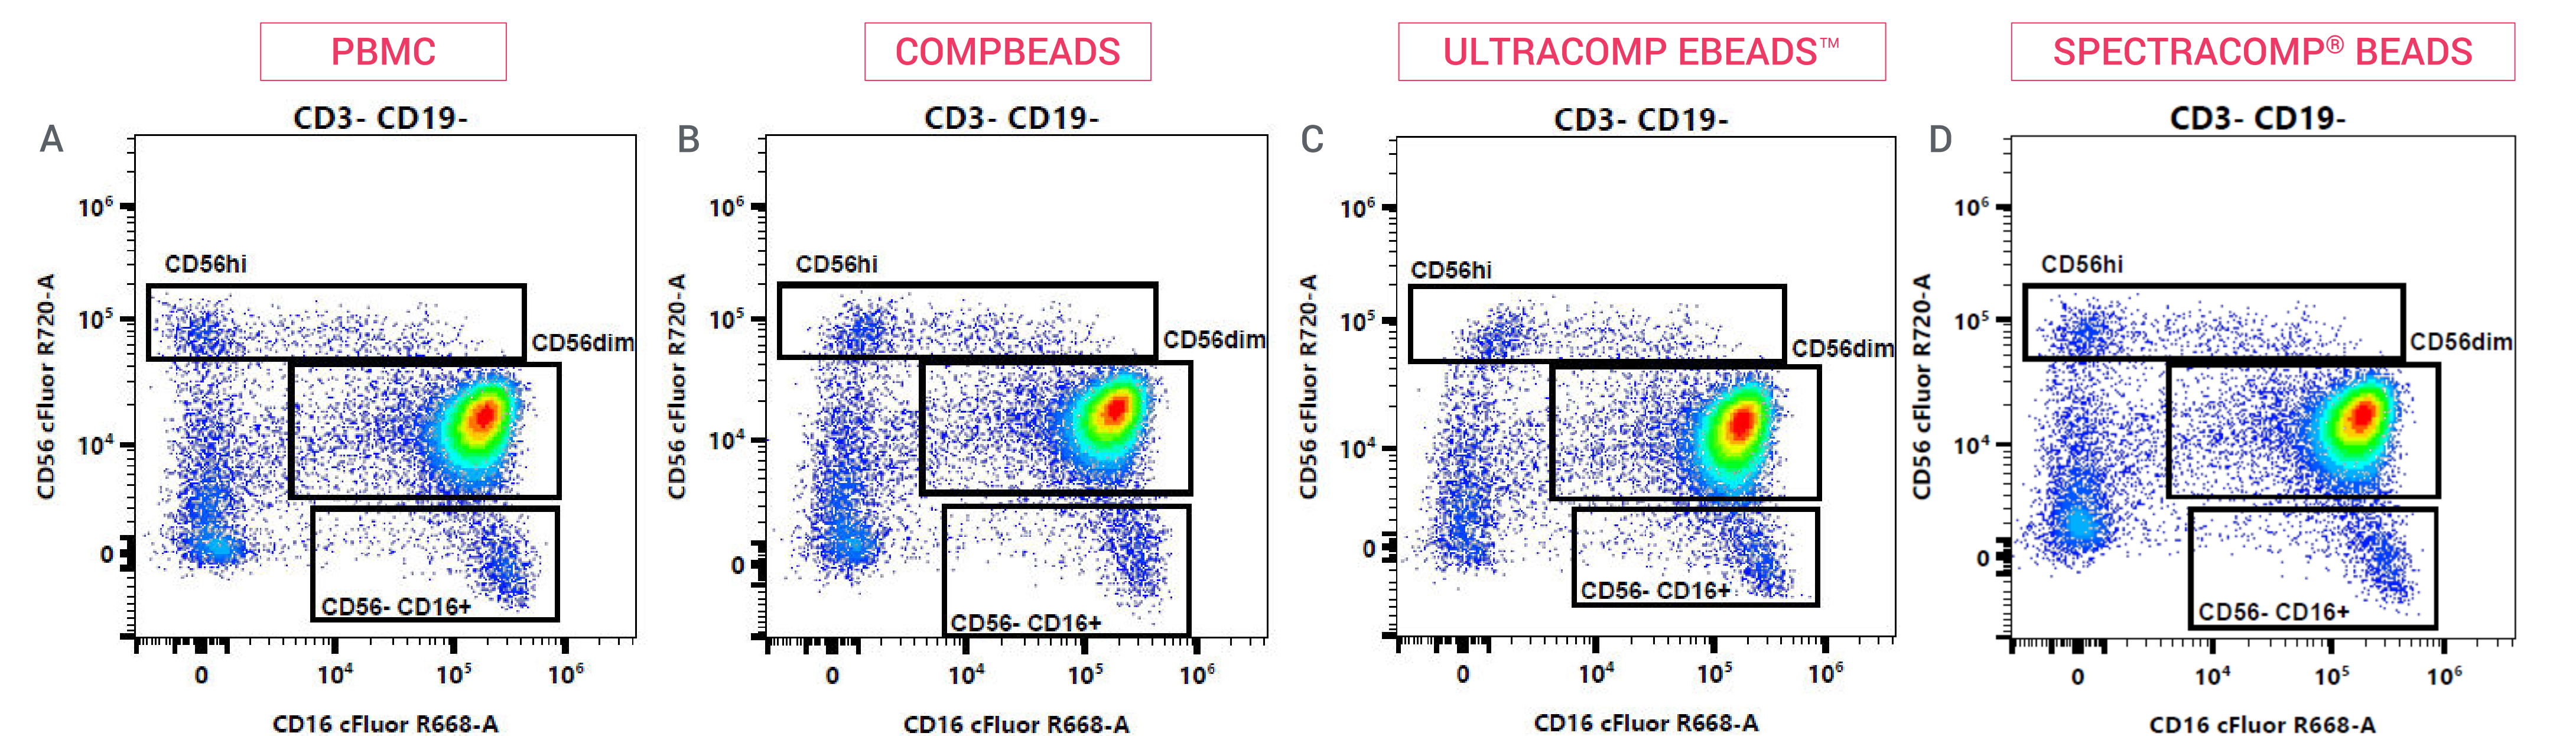 PBMC
COMPBEADS
ULTRACOMP EBEADS™
SPECTRACOMP® BEADS
A
CD3- CD19-
CD56 cFluor R720-A
10⁶
10⁵
10⁴
0
CD56hi
CD56dim
CD56- CD16+
0
10⁴
10⁵
10⁶
CD16 cFluor R668-A
B
CD3- CD19-
CD56 cFluor R720-A
10⁶
10⁵
10⁴
0
CD56hi
CD56dim
CD56- CD16+
0
10⁴
10⁵
10⁶
CD16 cFluor R668-A
C
CD3- CD19-
CD56 cFluor R720-A
10⁶
10⁵
10⁴
0
CD56hi
CD56dim
CD56- CD16+
0
10⁴
10⁵
10⁶
CD16 cFluor R668-A
D
CD3- CD19-
CD56 cFluor R720-A
10⁶
10⁵
10⁴
0
CD56hi
CD56dim
CD56- CD16+
0
10⁴
10⁵
10⁶
CD16 cFluor R668-A